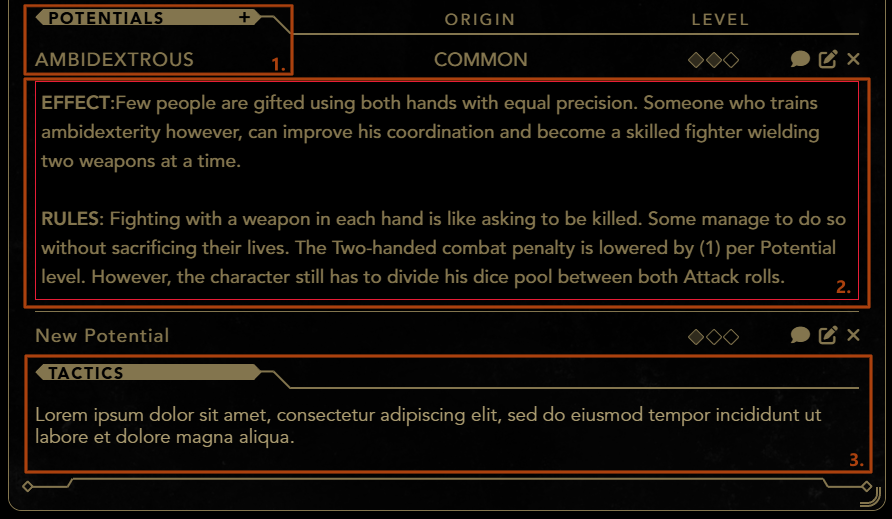 POTENTIALS + ORIGIN LEVEL
AMBIDEXTROUS COMMON
1.
EFFECT:Few people are gifted using both hands with equal precision. Someone who trains
ambidexterity however, can improve his coordination and become a skilled fighter wielding
two weapons at a time.
RULES: Fighting with a weapon in each hand is like asking to be killed. Some manage to do so
without sacrificing their lives. The Two-handed combat penalty is lowered by (1) per Potential
level. However, the character still has to divide his dice pool between both Attack rolls.
2.
New Potential
TACTICS
Lorem ipsum dolor sit amet, consectetur adipiscing elit, sed do eiusmod tempor incididunt ut
labore et dolore magna aliqua.
3.